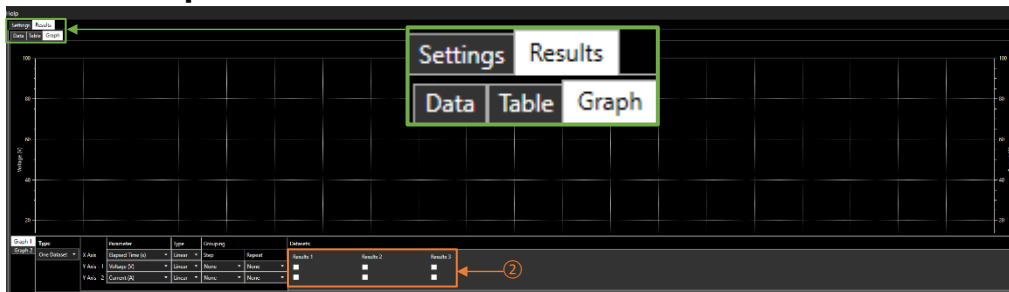 Help
Settings Results
Data Table Graph
Settings Results
Data Table Graph
100 100
80 80
60 60
Voltage (V)
40 40
20 20
Graph 1 Type Parameter Type Grouping Datasets
Graph 2 One Dataset X Axis Elapsed Time (s) Linear Step Repeat Results 1 Results 2 Results 3
Y Axis - 1 Voltage (V) Linear None None
Y Axis - 2 Current (A) Linear None None
②